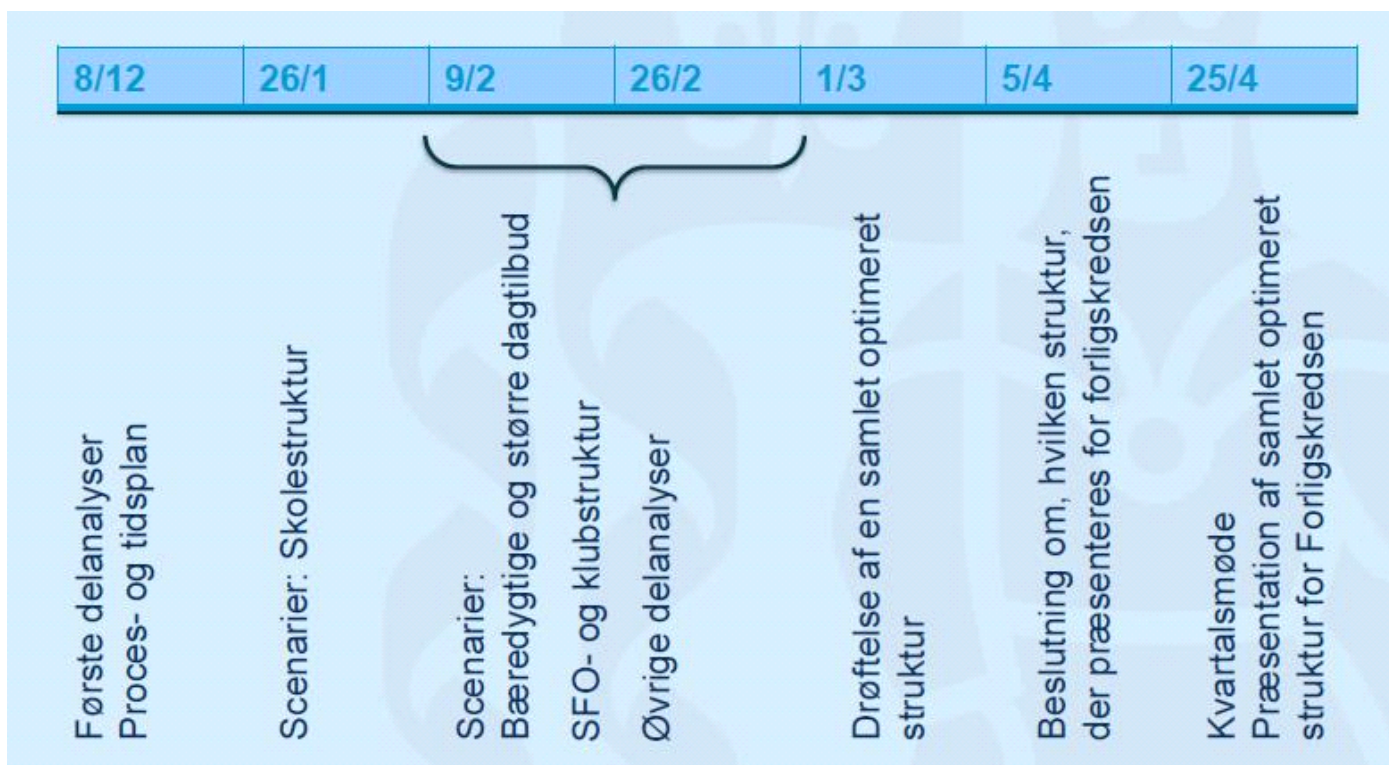 8/12
26/1
9/2
26/2
1/3
5/4
25/4
Første delanalyser
Proces- og tidsplan
Scenarier: Skolestruktur
Scenarier:
Bæredygtige og større dagtilbud
SFO- og klubstruktur
Øvrige delanalyser
Drøftelse af en samlet optimeret
struktur
Beslutning om, hvilken struktur,
der præsenteres for forligskredsen
Kvartalsmøde
Præsentation af samlet optimeret
struktur for Forligskredsen